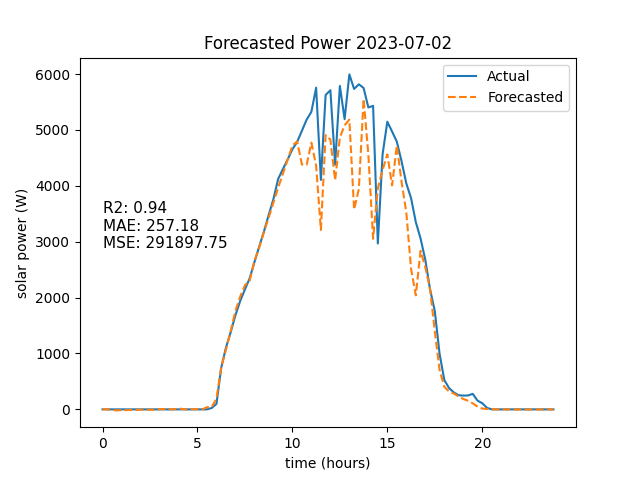 Forecasted Power 2023-07-02
Actual
Forecasted
6000
5000
4000
3000
2000
1000
0
solar power (W)
R2: 0.94
MAE: 257.18
MSE: 291897.75
0 5 10 15 20
time (hours)